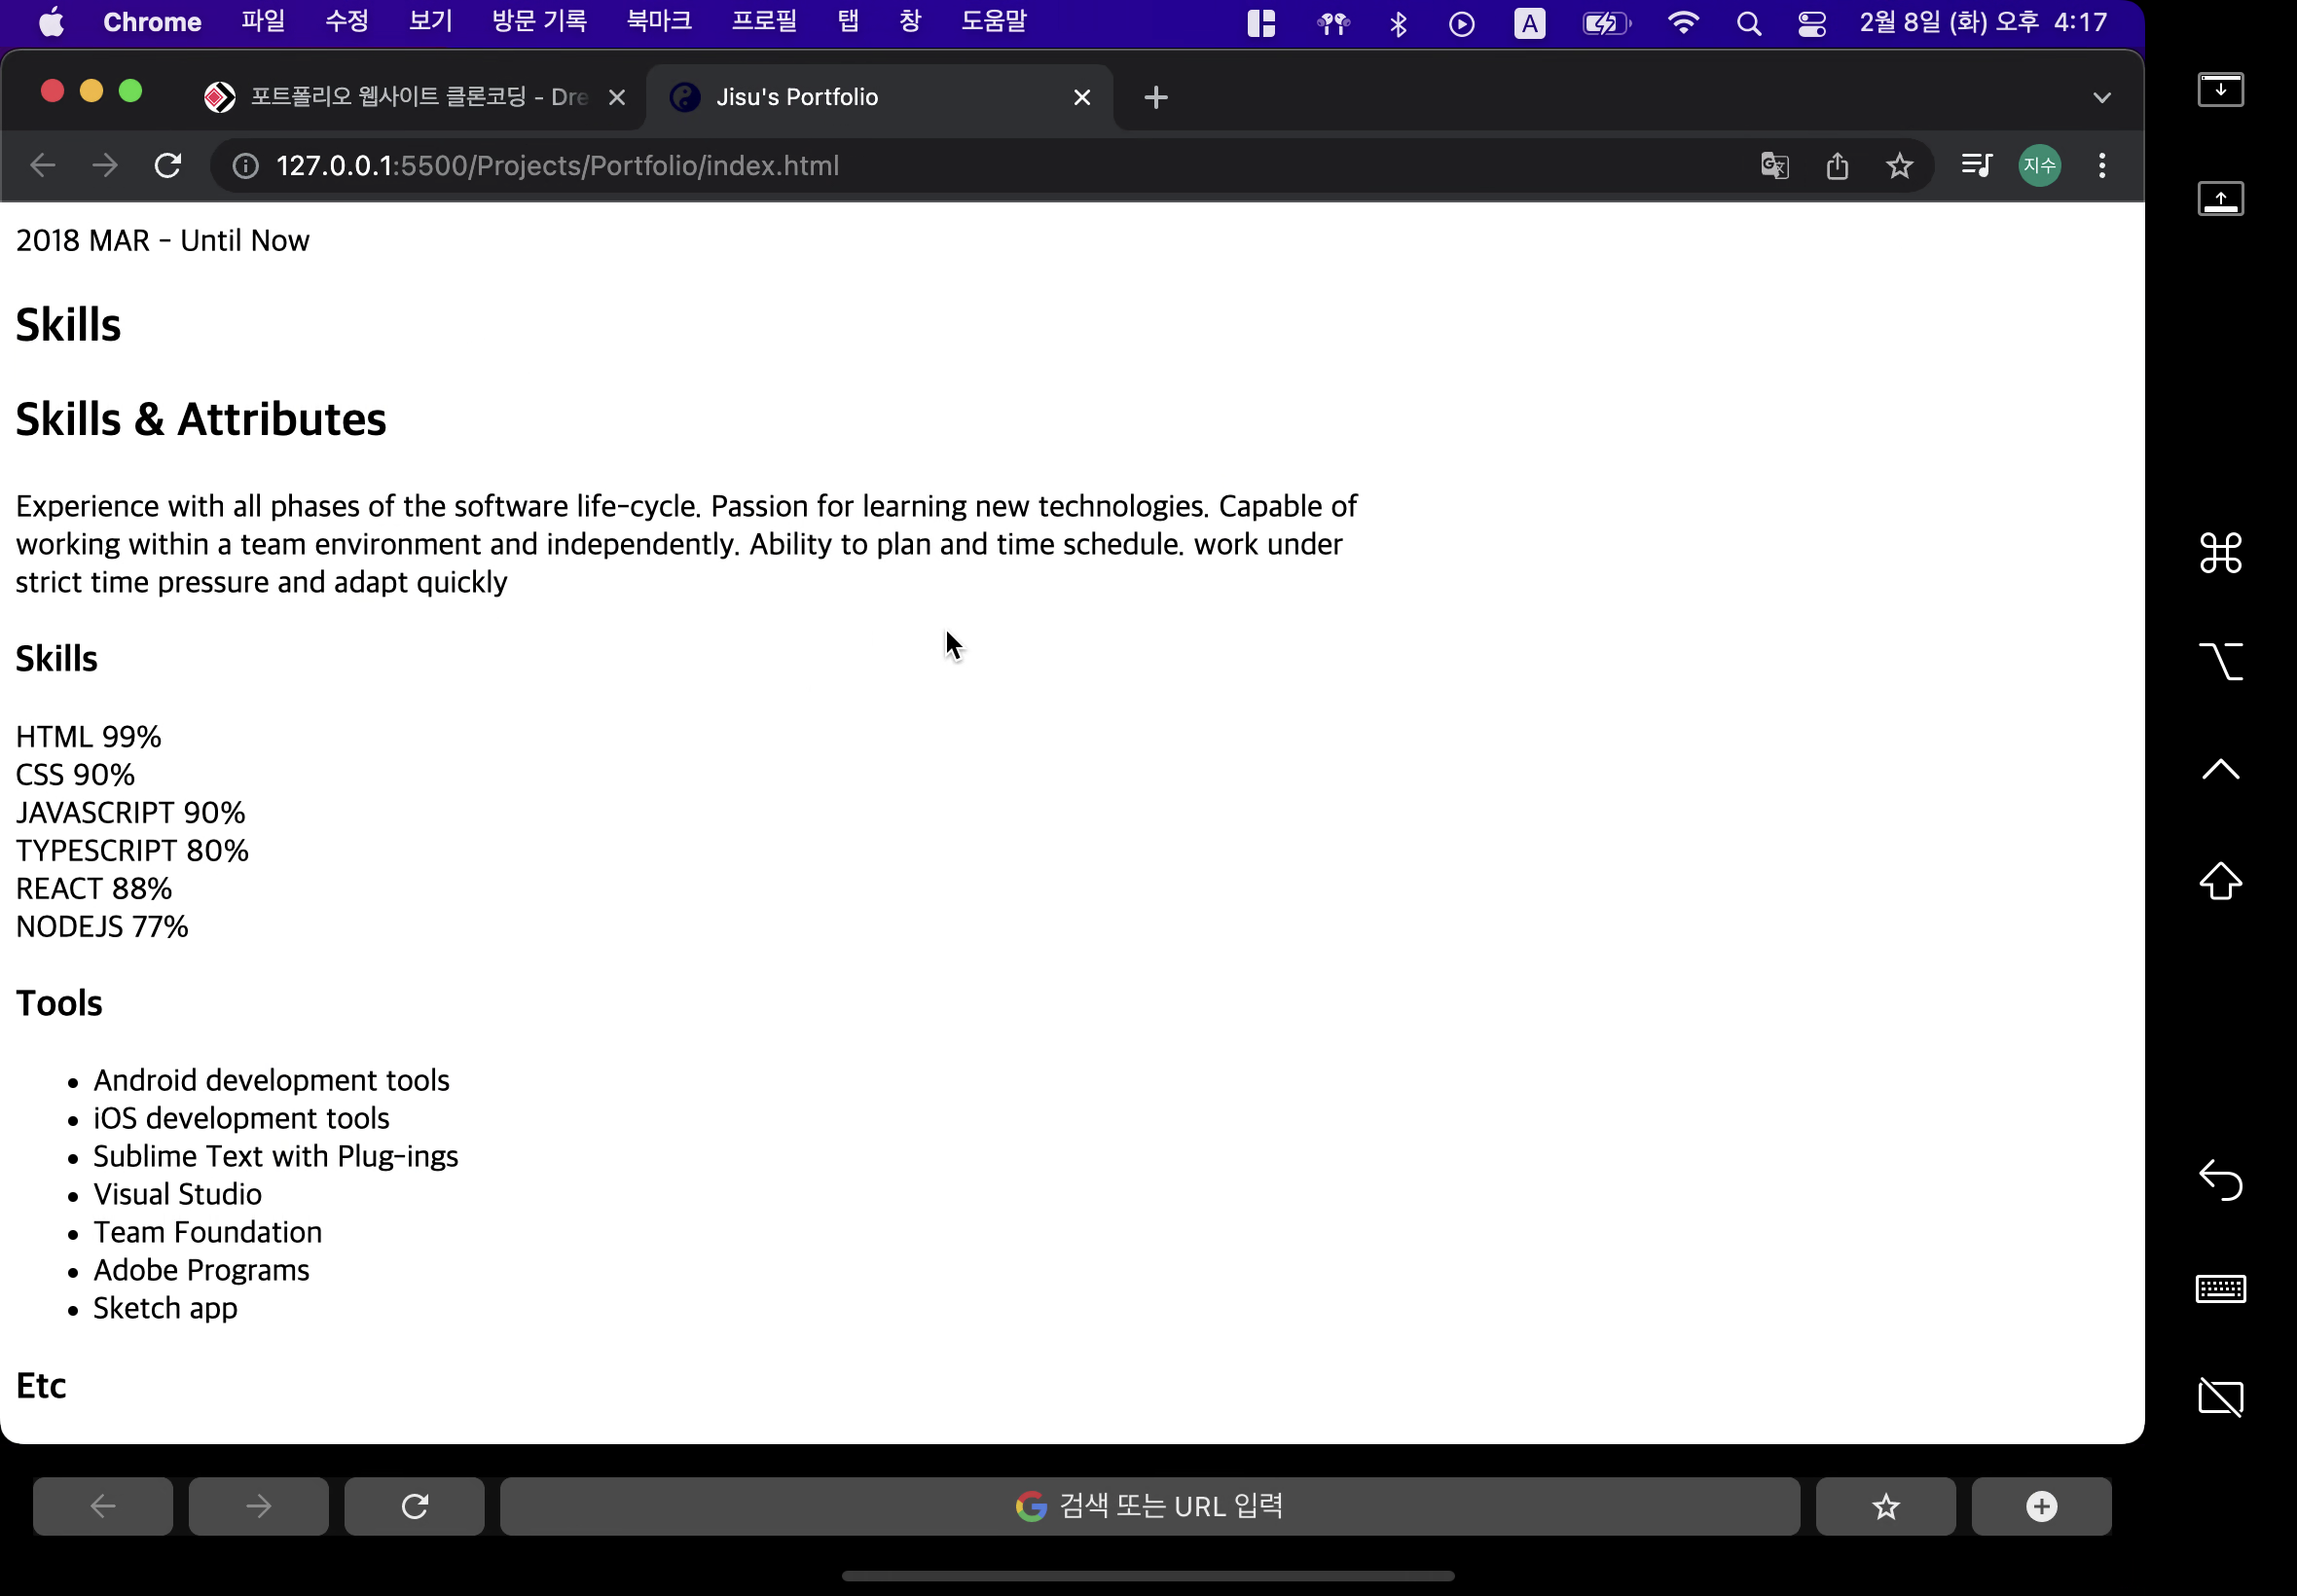 Chrome 파일 수정 보기 방문 기록 북마크 프로필 탭 창 도움말 A 2월 8일 (화) 오후 4:17
포트폴리오 웹사이트 클론코딩 - Dre
Jisu's Portfolio
127.0.0.1:5500/Projects/Portfolio/index.html
지수
2018 MAR - Until Now
Skills
Skills & Attributes
Experience with all phases of the software life-cycle. Passion for learning new technologies. Capable of
working within a team environment and independently. Ability to plan and time schedule. work under
strict time pressure and adapt quickly
Skills
HTML 99%
CSS 90%
JAVASCRIPT 90%
TYPESCRIPT 80%
REACT 88%
NODEJS 77%
Tools
• Android development tools
• iOS development tools
• Sublime Text with Plug-ings
• Visual Studio
• Team Foundation
• Adobe Programs
• Sketch app
Etc
검색 또는 URL 입력